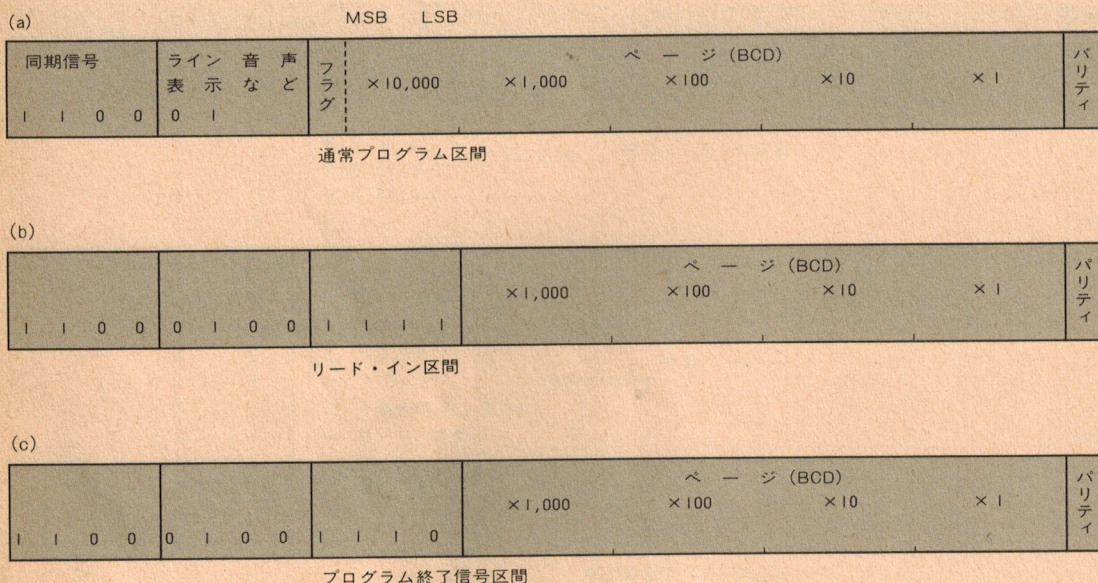 (a)
MSB LSB
同期信号
1 1 0 0
ライン 音 声
表 示 な ど
0 1
フラグ
ペ ー ジ (BCD)
×10,000 ×1,000 ×100 ×10 ×1
パリティ
通常プログラム区間
(b)
1 1 0 0 0 1 0 0 1 1 1 1
ペ ー ジ (BCD)
×1,000 ×100 ×10 ×1
パリティ
リード・イン区間
(c)
1 1 0 0 0 1 0 0 1 1 1 0
ペ ー ジ (BCD)
×1,000 ×100 ×10 ×1
パリティ
プログラム終了信号区間